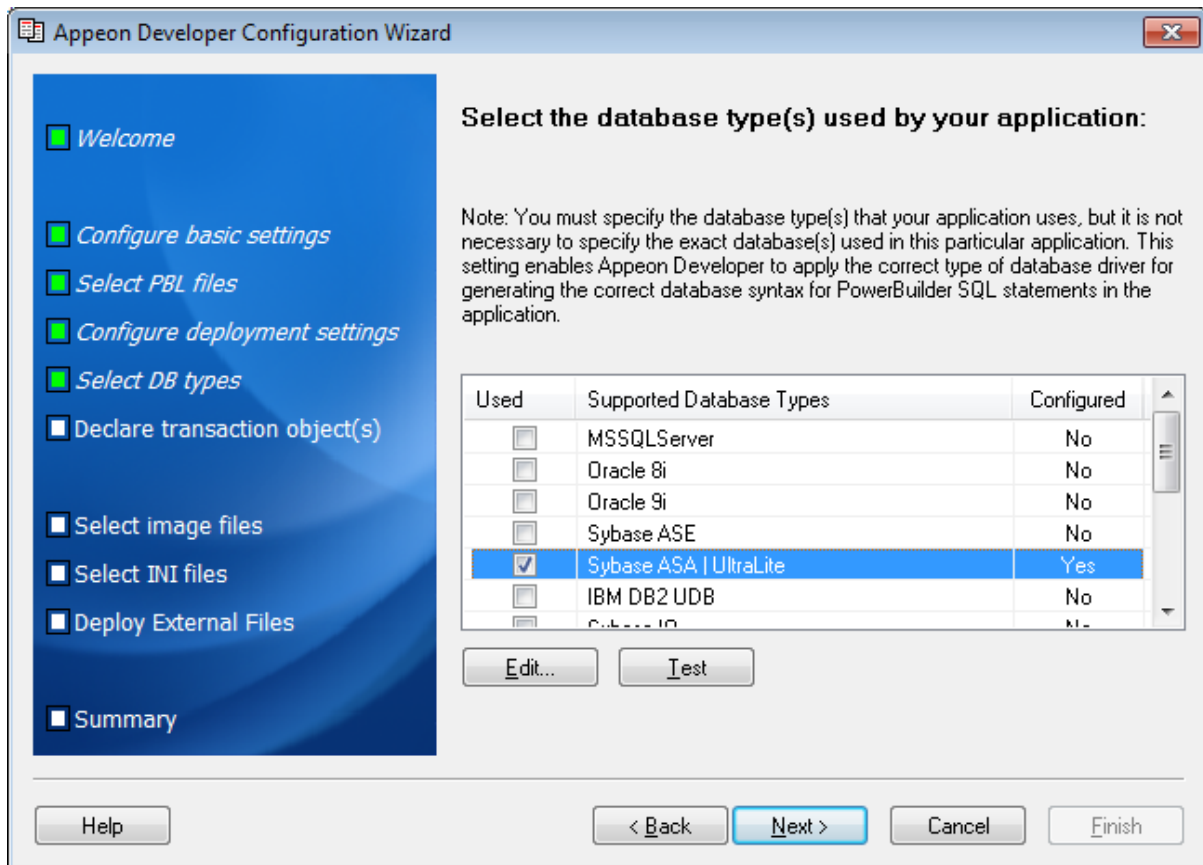 Appeon Developer Configuration Wizard
Welcome
Configure basic settings
Select PBL files
Configure deployment settings
Select DB types
Declare transaction object(s)
Select image files
Select INI files
Deploy External Files
Summary
Select the database type(s) used by your application:
Note: You must specify the database type(s) that your application uses, but it is not
necessary to specify the exact database(s) used in this particular application. This
setting enables Appeon Developer to apply the correct type of database driver for
generating the correct database syntax for PowerBuilder SQL statements in the
application.
Used Supported Database Types Configured
MSSQLServer No
Oracle 8i No
Oracle 9i No
Sybase ASE No
Sybase ASA | UltraLite Yes
IBM DB2 UDB No
Sybase IQ No
Edit... Test
Help < Back Next > Cancel Finish